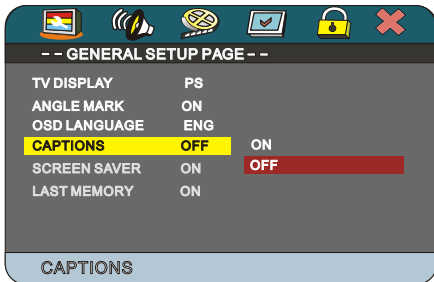 - - GENERAL SETUP PAGE - -
TV DISPLAY PS
ANGLE MARK ON
OSD LANGUAGE ENG
CAPTIONS OFF ON
SCREEN SAVER ON OFF
LAST MEMORY ON
CAPTIONS